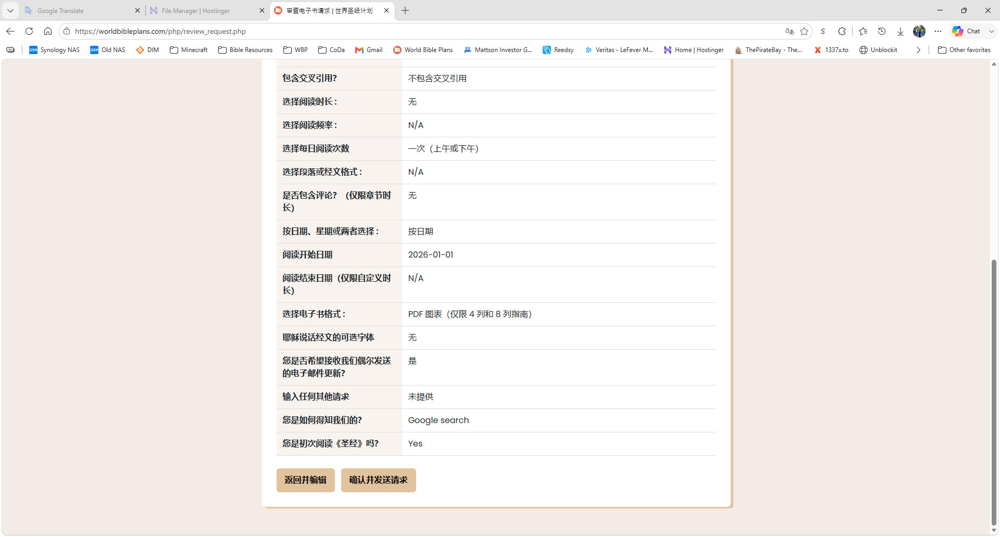 Google Translate
File Manager | Hostinger
审查电子书请求 | 世界圣经计划
https://worldbibleplans.com/php/review_request.php
Chat
Synology NAS
Old NAS
DIM
Minecraft
Bible Resources
WBP
CoDa
Gmail
World Bible Plans
Mattson Investor G...
Reedsy
Veritas - LeFever M...
Home | Hostinger
ThePirateBay - The...
1337x.to
Unblockit
Other favorites
包含交叉引用? 不包含交叉引用
选择阅读时长: 无
选择阅读频率: N/A
选择每日阅读次数 一次（上午或下午）
选择段落或经文格式: N/A
是否包含评论? （仅限章节时 无
长）
按日期、星期或两者选择: 按日期
阅读开始日期 2026-01-01
阅读结束日期（仅限自定义时 N/A
长）
选择电子书格式: PDF 图表（仅限 4 列和 8 列指南）
耶稣说话经文的可选字体 无
您是否希望接收我们偶尔发送 是
的电子邮件更新?
输入任何其他请求 未提供
您是如何得知我们的? Google search
您是初次阅读《圣经》吗? Yes
返回并编辑
确认并发送请求